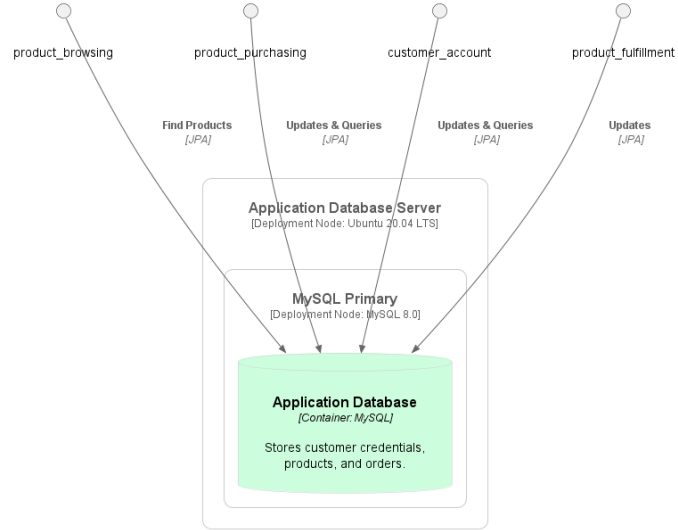 product_browsing
product_purchasing
customer_account
product_fulfillment
Find Products
[JPA]
Updates & Queries
[JPA]
Updates & Queries
[JPA]
Updates
[JPA]
Application Database Server
[Deployment Node: Ubuntu 20.04 LTS]
MySQL Primary
[Deployment Node: MySQL 8.0]
Application Database
[Container: MySQL]
Stores customer credentials,
products, and orders.